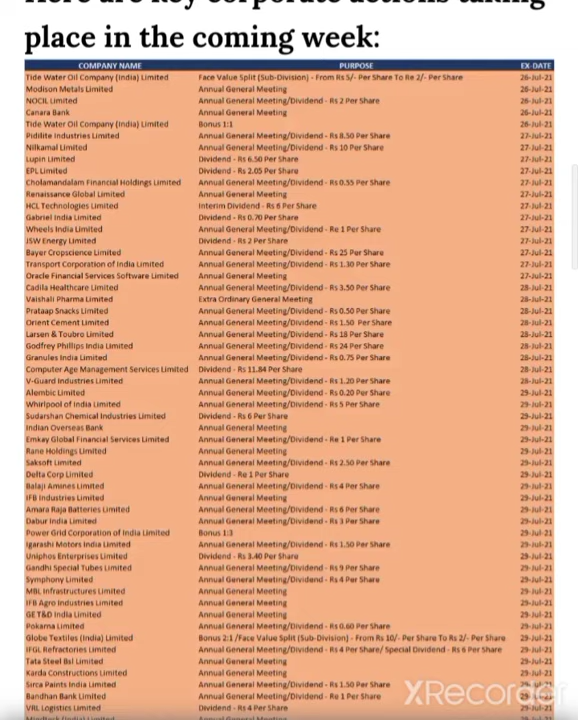 place in the coming week:
COMPANY NAME PURPOSE EX-DATE
Tide Water Oil Company (India) Limited Face Value Split (Sub-Division) - From Rs 5/- Per Share To Re 2/- Per Share 26-Jul-21
Modison Metals Limited Annual General Meeting 26-Jul-21
NOCIL Limited Annual General Meeting/Dividend - Rs 2 Per Share 26-Jul-21
Canara Bank Annual General Meeting 26-Jul-21
Tide Water Oil Company (India) Limited Bonus 1:1 26-Jul-21
Pidilite Industries Limited Annual General Meeting/Dividend - Rs 8.50 Per Share 27-Jul-21
Nilkamal Limited Annual General Meeting/Dividend - Rs 10 Per Share 27-Jul-21
Lupin Limited Dividend - Rs 6.50 Per Share 27-Jul-21
EPL Limited Dividend - Rs 2.05 Per Share 27-Jul-21
Cholamandalam Financial Holdings Limited Annual General Meeting/Dividend - Rs 0.55 Per Share 27-Jul-21
Renaissance Global Limited Annual General Meeting 27-Jul-21
HCL Technologies Limited Interim Dividend - Rs 6 Per Share 27-Jul-21
Gabriel India Limited Dividend - Rs 0.70 Per Share 27-Jul-21
Wheels India Limited Annual General Meeting/Dividend - Re 1 Per Share 27-Jul-21
JSW Energy Limited Dividend - Rs 2 Per Share 27-Jul-21
Bayer Cropscience Limited Annual General Meeting/Dividend - Rs 25 Per Share 27-Jul-21
Transport Corporation of India Limited Annual General Meeting/Dividend - Rs 1.30 Per Share 27-Jul-21
Oracle Financial Services Software Limited Annual General Meeting 27-Jul-21
Cadila Healthcare Limited Annual General Meeting/Dividend - Rs 3.50 Per Share 28-Jul-21
Vaishali Pharma Limited Extra Ordinary General Meeting 28-Jul-21
Prataap Snacks Limited Annual General Meeting/Dividend - Rs 0.50 Per Share 28-Jul-21
Orient Cement Limited Annual General Meeting/Dividend - Rs 1.50 Per Share 28-Jul-21
Larsen & Toubro Limited Annual General Meeting/Dividend - Rs 18 Per Share 28-Jul-21
Godfrey Phillips India Limited Annual General Meeting/Dividend - Rs 24 Per Share 28-Jul-21
Granules India Limited Annual General Meeting/Dividend - Rs 0.75 Per Share 28-Jul-21
Computer Age Management Services Limited Dividend - Rs 11.84 Per Share 28-Jul-21
V-Guard Industries Limited Annual General Meeting/Dividend - Rs 1.20 Per Share 28-Jul-21
Alembic Limited Annual General Meeting/Dividend - Rs 0.20 Per Share 29-Jul-21
Whirlpool of India Limited Annual General Meeting/Dividend - Rs 5 Per Share 29-Jul-21
Sudarshan Chemical Industries Limited Dividend - Rs 6 Per Share 29-Jul-21
Indian Overseas Bank Annual General Meeting 29-Jul-21
Emkay Global Financial Services Limited Annual General Meeting/Dividend - Re 1 Per Share 29-Jul-21
Rane Holdings Limited Annual General Meeting 29-Jul-21
Saksoft Limited Annual General Meeting/Dividend - Rs 2.50 Per Share 29-Jul-21
Delta Corp Limited Dividend - Re 1 Per Share 29-Jul-21
Balaji Amines Limited Annual General Meeting/Dividend - Rs 4 Per Share 29-Jul-21
IFB Industries Limited Annual General Meeting 29-Jul-21
Amara Raja Batteries Limited Annual General Meeting/Dividend - Rs 6 Per Share 29-Jul-21
Dabur India Limited Annual General Meeting/Dividend - Rs 3 Per Share 29-Jul-21
Power Grid Corporation of India Limited Bonus 1:3 29-Jul-21
Igarashi Motors India Limited Annual General Meeting/Dividend - Rs 1.50 Per Share 29-Jul-21
Uniphos Enterprises Limited Dividend - Rs 3.40 Per Share 29-Jul-21
Gandhi Special Tubes Limited Annual General Meeting/Dividend - Rs 9 Per Share 29-Jul-21
Symphony Limited Annual General Meeting/Dividend - Rs 4 Per Share 29-Jul-21
MBL Infrastructures Limited Annual General Meeting 29-Jul-21
IFB Agro Industries Limited Annual General Meeting 29-Jul-21
GE T&D India Limited Annual General Meeting 29-Jul-21
Pokarna Limited Annual General Meeting/Dividend - Rs 0.60 Per Share 29-Jul-21
Globe Textiles (India) Limited Bonus 2:1/Face Value Split (Sub-Division) - From Rs 10/- Per Share To Rs 2/- Per Share 29-Jul-21
IFGL Refractories Limited Annual General Meeting/Dividend - Rs 4 Per Share/ Special Dividend - Rs 6 Per Share 29-Jul-21
Tata Steel Bsl Limited Annual General Meeting 29-Jul-21
Karda Constructions Limited Annual General Meeting 29-Jul-21
Sirca Paints India Limited Annual General Meeting/Dividend - Rs 1.50 Per Share
Bandhan Bank Limited Annual General Meeting/Dividend - Re 1 Per Share
VRL Logistics Limited Dividend - Rs 4 Per Share
XRecorder